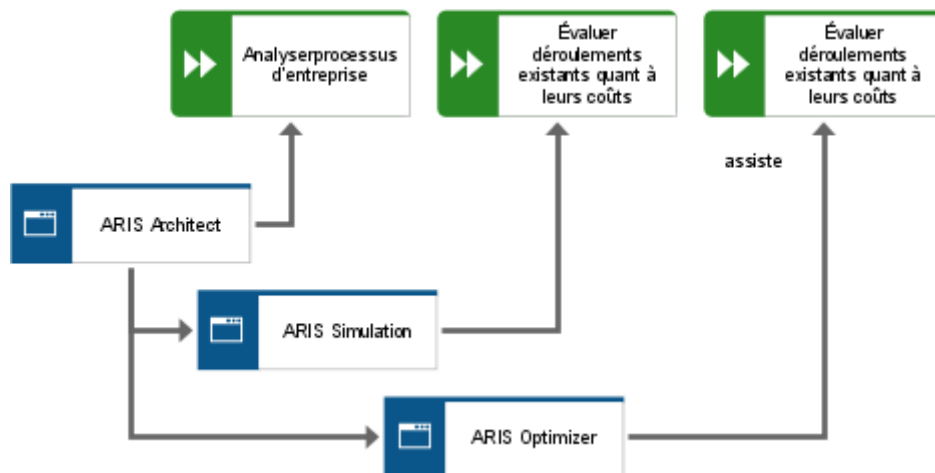 Analyserprocessus
d'entreprise
Évaluer
déroulements
existants quant à
leurs coûts
Évaluer
déroulements
existants quant à
leurs coûts
assiste
ARIS Architect
ARIS Simulation
ARIS Optimizer